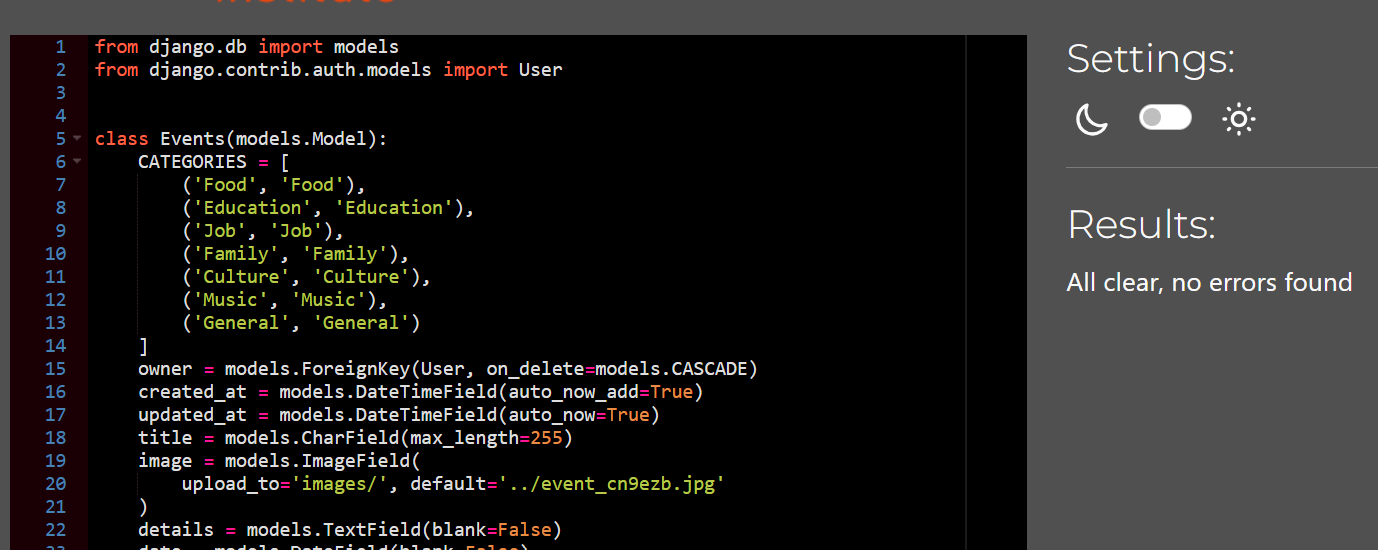 1 from django.db import models
2 from django.contrib.auth.models import User
3
4
5 class Events(models.Model):
6     CATEGORIES = [
7         ('Food', 'Food'),
8         ('Education', 'Education'),
9         ('Job', 'Job'),
10         ('Family', 'Family'),
11         ('Culture', 'Culture'),
12         ('Music', 'Music'),
13         ('General', 'General')
14     ]
15     owner = models.ForeignKey(User, on_delete=models.CASCADE)
16     created_at = models.DateTimeField(auto_now_add=True)
17     updated_at = models.DateTimeField(auto_now=True)
18     title = models.CharField(max_length=255)
19     image = models.ImageField(
20         upload_to='images/', default='../event_cn9ezb.jpg'
21     )
22     details = models.TextField(blank=False)
Settings:
Results:
All clear, no errors found